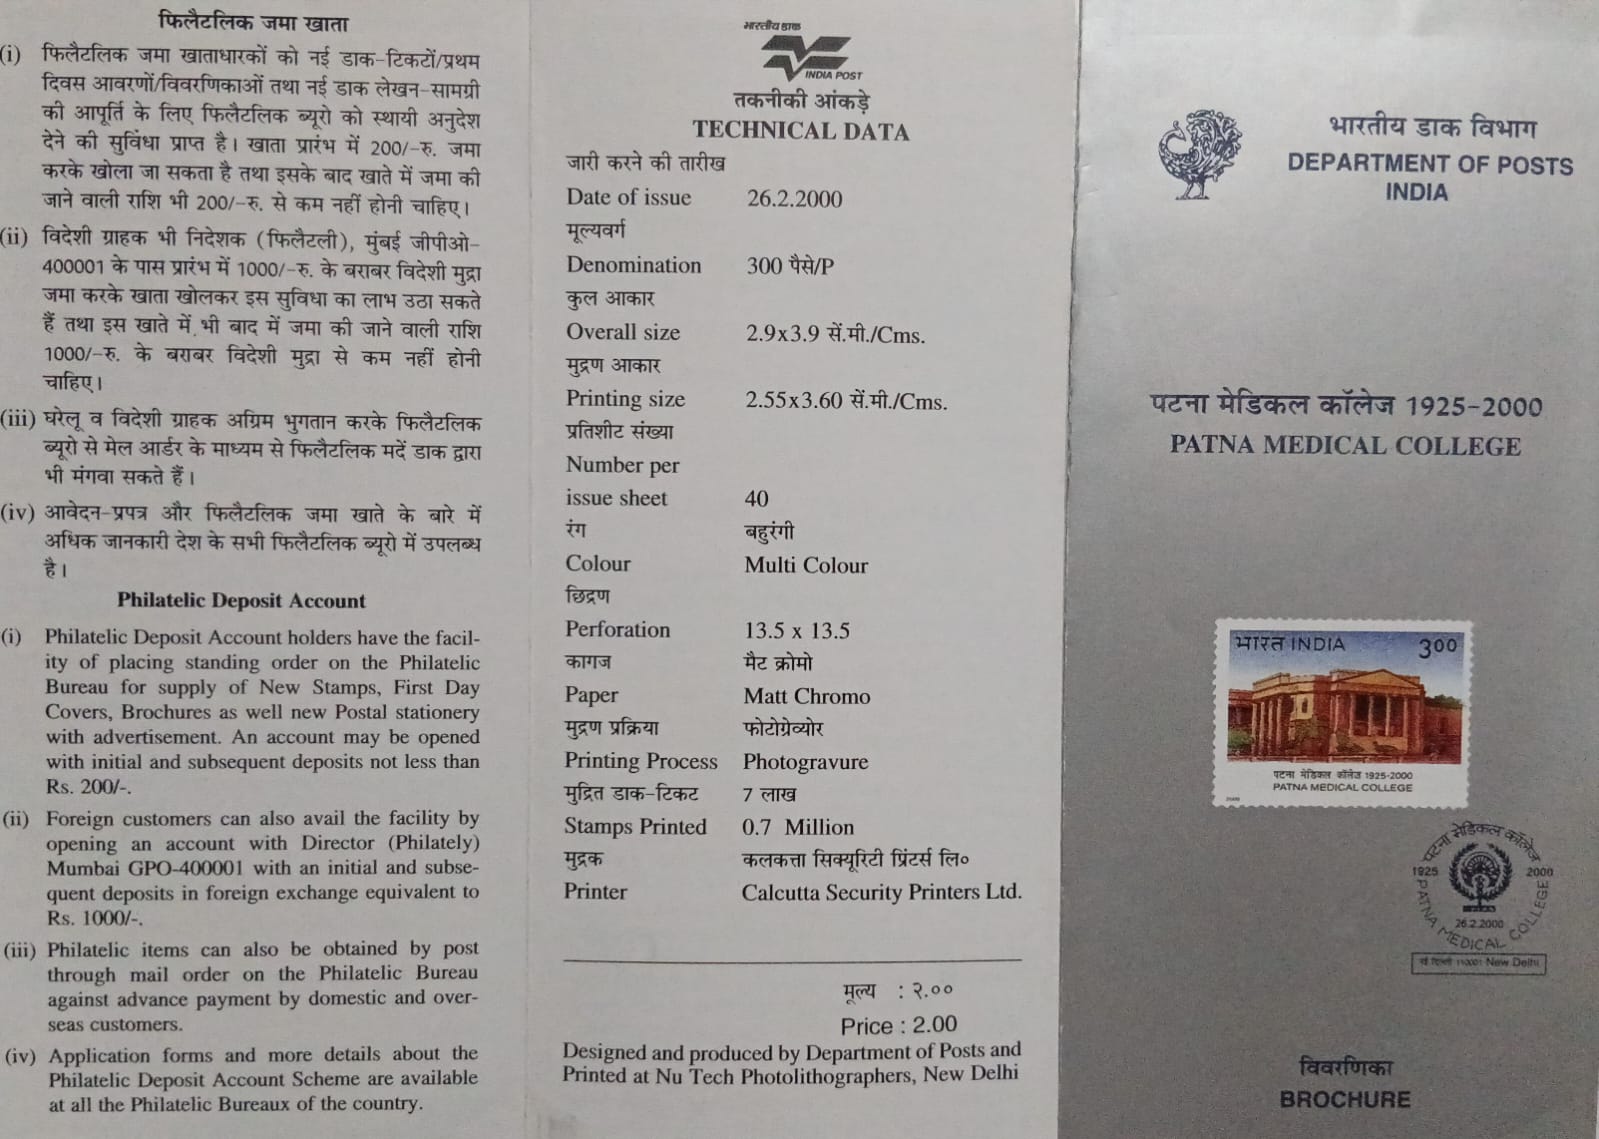 फिलैटलिक जमा खाता
(i) फिलैटलिक जमा खाताधारकों को नई डाक-टिकटों/प्रथम
दिवस आवरणों/विवरणिकाओं तथा नई डाक लेखन-सामग्री
की आपूर्ति के लिए फिलैटलिक ब्यूरो को स्थायी अनुदेश
देने की सुविधा प्राप्त है। खाता प्रारंभ में 200/-रु. जमा
करके खोला जा सकता है तथा इसके बाद खाते में जमा की
जाने वाली राशि भी 200/-रु. से कम नहीं होनी चाहिए।
(ii) विदेशी ग्राहक भी निदेशक (फिलैटली), मुंबई जीपीओ-
400001 के पास प्रारंभ में 1000/-रु. के बराबर विदेशी मुद्रा
जमा करके खाता खोलकर इस सुविधा का लाभ उठा सकते
हैं तथा इस खाते में भी बाद में जमा की जाने वाली राशि
1000/-रु. के बराबर विदेशी मुद्रा से कम नहीं होनी
चाहिए।
(iii) घरेलू व विदेशी ग्राहक अग्रिम भुगतान करके फिलैटलिक
ब्यूरो से मेल आर्डर के माध्यम से फिलैटलिक मदें डाक द्वारा
भी मंगवा सकते हैं।
(iv) आवेदन-प्रपत्र और फिलैटलिक जमा खाते के बारे में
अधिक जानकारी देश के सभी फिलैटलिक ब्यूरो में उपलब्ध
है।
Philatelic Deposit Account
(i) Philatelic Deposit Account holders have the facil-
ity of placing standing order on the Philatelic
Bureau for supply of New Stamps, First Day
Covers, Brochures as well new Postal stationery
with advertisement. An account may be opened
with initial and subsequent deposits not less than
Rs. 200/-.
(ii) Foreign customers can also avail the facility by
opening an account with Director (Philately)
Mumbai GPO-400001 with an initial and subse-
quent deposits in foreign exchange equivalent to
Rs. 1000/-.
(iii) Philatelic items can also be obtained by post
through mail order on the Philatelic Bureau
against advance payment by domestic and over-
seas customers.
(iv) Application forms and more details about the
Philatelic Deposit Account Scheme are available
at all the Philatelic Bureaux of the country.
भारतीय डाक
INDIA POST
तकनीकी आंकड़े
TECHNICAL DATA
जारी करने की तारीख
Date of issue 26.2.2000
मूल्यवर्ग
Denomination 300 पैसे/P
कुल आकार
Overall size 2.9x3.9 सें.मी./Cms.
मुद्रण आकार
Printing size 2.55x3.60 सें.मी./Cms.
प्रतिशीट संख्या
Number per
issue sheet 40
रंग बहुरंगी
Colour Multi Colour
छिद्रण
Perforation 13.5 x 13.5
कागज मैट क्रोमो
Paper Matt Chromo
मुद्रण प्रक्रिया फोटोग्रेव्योर
Printing Process Photogravure
मुद्रित डाक-टिकट 7 लाख
Stamps Printed 0.7 Million
मुद्रक कलकत्ता सिक्यूरिटी प्रिंटर्स लि०
Printer Calcutta Security Printers Ltd.
मूल्य : २.००
Price : 2.00
Designed and produced by Department of Posts and
Printed at Nu Tech Photolithographers, New Delhi
भारतीय डाक विभाग
DEPARTMENT OF POSTS
INDIA
पटना मेडिकल कॉलेज 1925-2000
PATNA MEDICAL COLLEGE
भारत INDIA 3.00
पटना मेडिकल कॉलेज 1925-2000
PATNA MEDICAL COLLEGE
2000
पटना मेडिकल कॉलेज
1925 2000
26.2.2000
PATNA MEDICAL COLLEGE
नई दिल्ली 110001 New Delhi
विवरणिका
BROCHURE